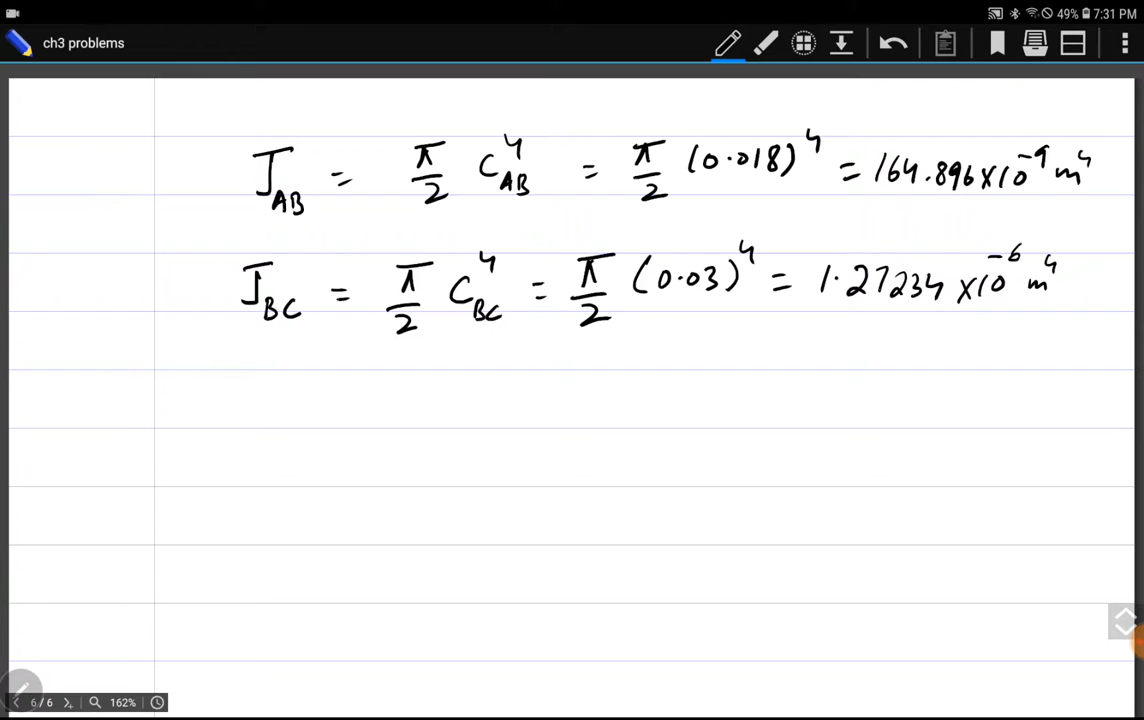 49% 7:31 PM
ch3 problems
J_AB = π/2 C_AB^4 = π/2 (0.018)^4 = 164.896×10^-9 m^4
J_BC = π/2 C_BC^4 = π/2 (0.03)^4 = 1.27234 ×10^-6 m^4
6/6 162%